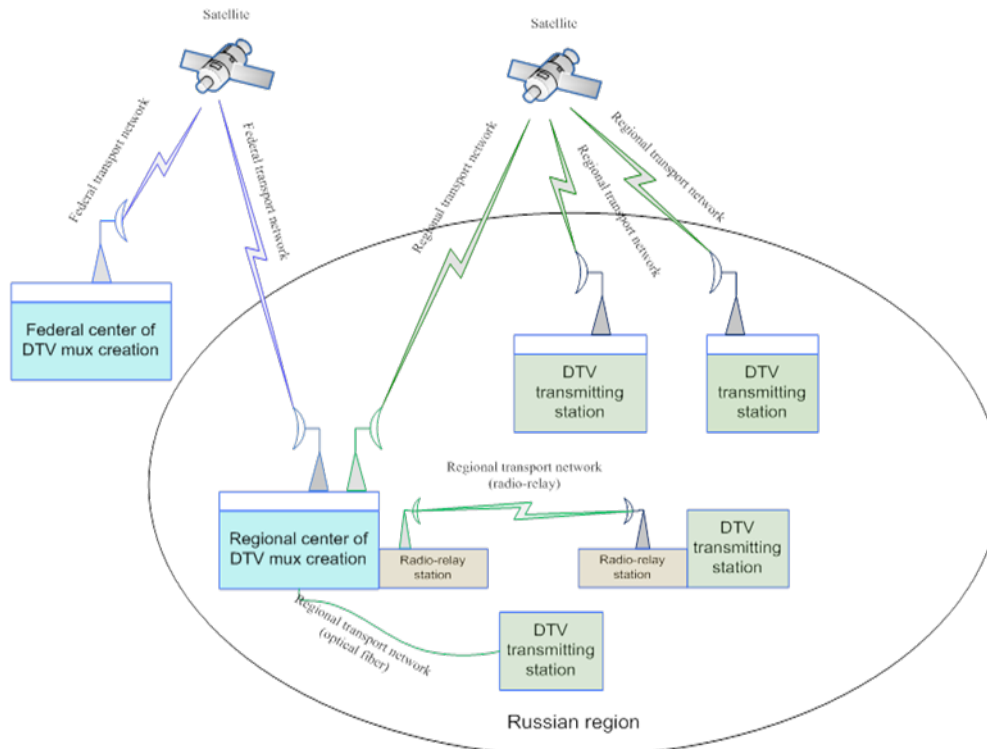 Satellite
Satellite
Federal transport network
Federal transport network
Regional transport network
Regional transport network
Regional transport network
Federal center of
DTV mux creation
DTV
transmitting
station
DTV
transmitting
station
Regional transport network
(radio-relay)
Regional center of
DTV mux creation
Radio-relay
station
Radio-relay
station
DTV
transmitting
station
Regional transport network
(optical fiber)
DTV
transmitting
station
Russian region